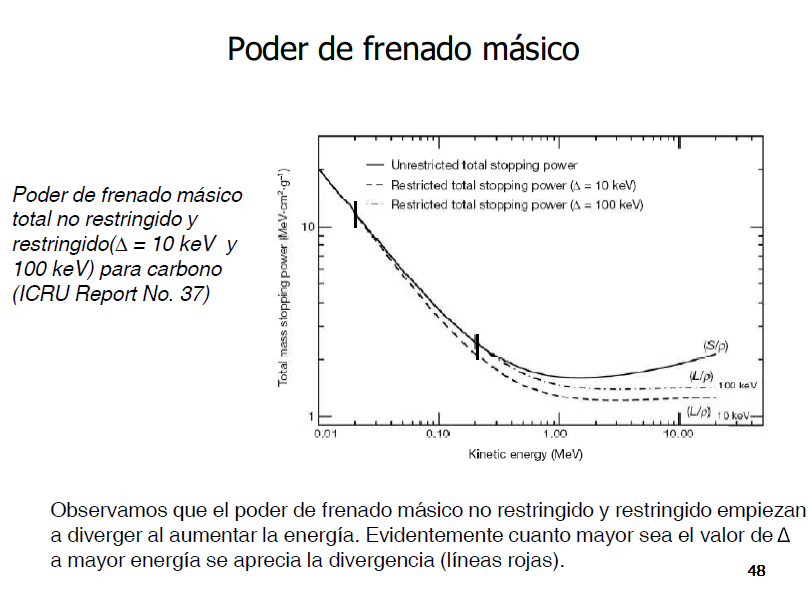 Poder de frenado másico
Poder de frenado másico
total no restringido y
restringido(Δ = 10 keV y
100 keV) para carbono
(ICRU Report No. 37)
Total mass stopping power (MeV·cm²·g⁻¹)
10
1
Unrestricted total stopping power
Restricted total stopping power (Δ = 10 keV)
Restricted total stopping power (Δ = 100 keV)
(S/ρ)
(L/ρ) 100 keV
(L/ρ) 10 keV
0.01 0.10 1.00 10.00
Kinetic energy (MeV)
Observamos que el poder de frenado másico no restringido y restringido empiezan
a diverger al aumentar la energía. Evidentemente cuanto mayor sea el valor de Δ
a mayor energía se aprecia la divergencia (líneas rojas).
48